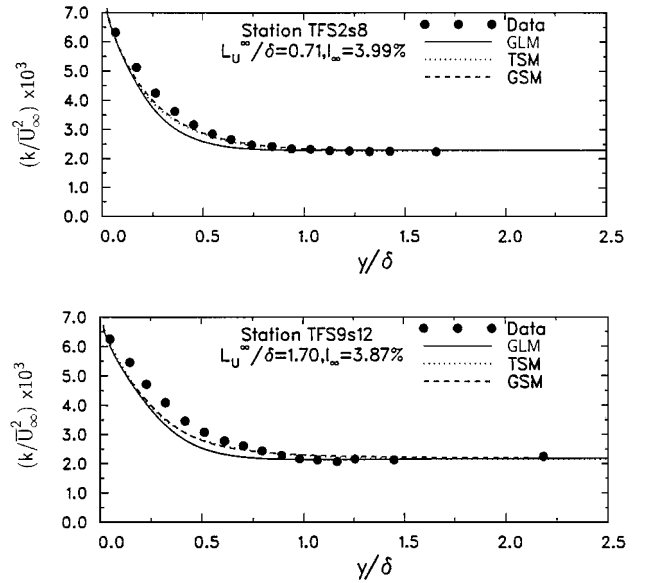 Station TFS2s8
L_U^∞/δ=0.71,I_∞=3.99%
Data
GLM
TSM
GSM
(k/U̅²_∞) x10³
7.0
6.0
5.0
4.0
3.0
2.0
1.0
0.0
0.0 0.5 1.0 1.5 2.0 2.5
y/δ
Station TFS9s12
L_U^∞/δ=1.70,I_∞=3.87%
Data
GLM
TSM
GSM
(k/U̅²_∞) x10³
7.0
6.0
5.0
4.0
3.0
2.0
1.0
0.0
0.0 0.5 1.0 1.5 2.0 2.5
y/δ